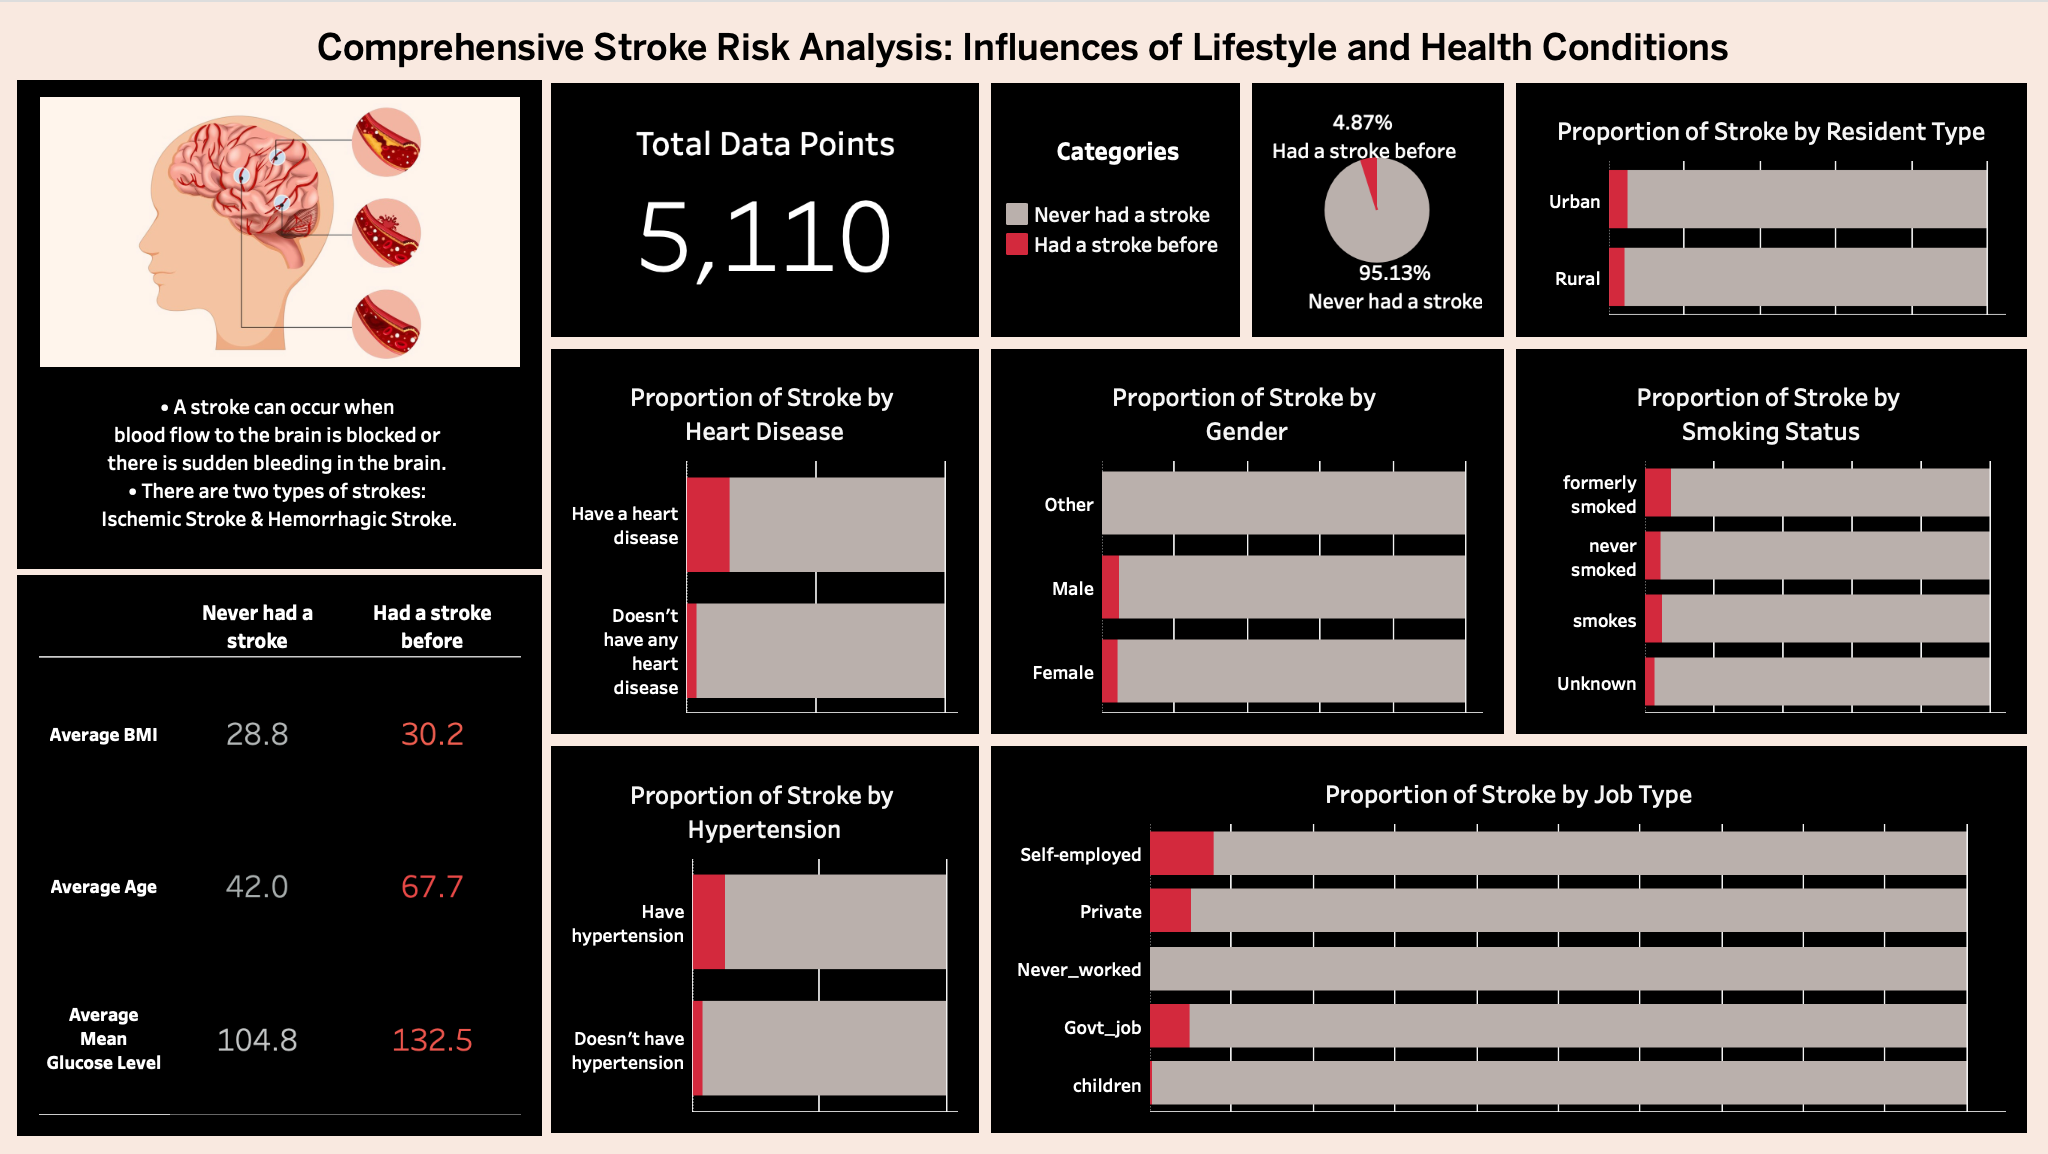 Comprehensive Stroke Risk Analysis: Influences of Lifestyle and Health Conditions
• A stroke can occur when
blood flow to the brain is blocked or
there is sudden bleeding in the brain.
• There are two types of strokes:
Ischemic Stroke & Hemorrhagic Stroke.
Never had a
stroke
Had a stroke
before
Average BMI
28.8
30.2
Average Age
42.0
67.7
Average
Mean
Glucose Level
104.8
132.5
Total Data Points
5,110
Categories
Never had a stroke
Had a stroke before
4.87%
Had a stroke before
95.13%
Never had a stroke
Proportion of Stroke by Resident Type
Urban
Rural
Proportion of Stroke by
Heart Disease
Have a heart
disease
Doesn't
have any
heart
disease
Proportion of Stroke by
Gender
Other
Male
Female
Proportion of Stroke by
Smoking Status
formerly
smoked
never
smoked
smokes
Unknown
Proportion of Stroke by
Hypertension
Have
hypertension
Doesn't have
hypertension
Proportion of Stroke by Job Type
Self-employed
Private
Never_worked
Govt_job
children